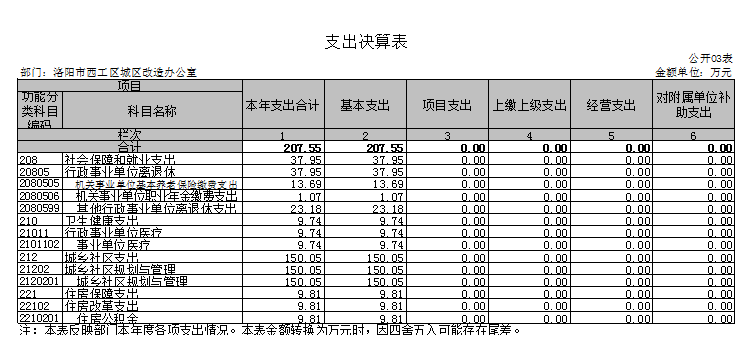 支出决算表
公开03表
部门：洛阳市西工区城区改造办公室 金额单位：万元
项目 本年支出合计 基本支出 项目支出 上缴上级支出 经营支出 对附属单位补助支出
功能分类科目编码 科目名称
栏次 1 2 3 4 5 6
合计 207.55 207.55 0.00 0.00 0.00 0.00
208 社会保障和就业支出 37.95 37.95 0.00 0.00 0.00 0.00
20805 行政事业单位离退休 37.95 37.95 0.00 0.00 0.00 0.00
2080505 机关事业单位基本养老保险缴费支出 13.69 13.69 0.00 0.00 0.00 0.00
2080506 机关事业单位职业年金缴费支出 1.07 1.07 0.00 0.00 0.00 0.00
2080599 其他行政事业单位离退休支出 23.18 23.18 0.00 0.00 0.00 0.00
210 卫生健康支出 9.74 9.74 0.00 0.00 0.00 0.00
21011 行政事业单位医疗 9.74 9.74 0.00 0.00 0.00 0.00
2101102 事业单位医疗 9.74 9.74 0.00 0.00 0.00 0.00
212 城乡社区支出 150.05 150.05 0.00 0.00 0.00 0.00
21202 城乡社区规划与管理 150.05 150.05 0.00 0.00 0.00 0.00
2120201 城乡社区规划与管理 150.05 150.05 0.00 0.00 0.00 0.00
221 住房保障支出 9.81 9.81 0.00 0.00 0.00 0.00
22102 住房改革支出 9.81 9.81 0.00 0.00 0.00 0.00
2210201 住房公积金 9.81 9.81 0.00 0.00 0.00 0.00
注：本表反映部门本年度各项支出情况。本表金额转换为万元时，因四舍五入可能存在尾差。